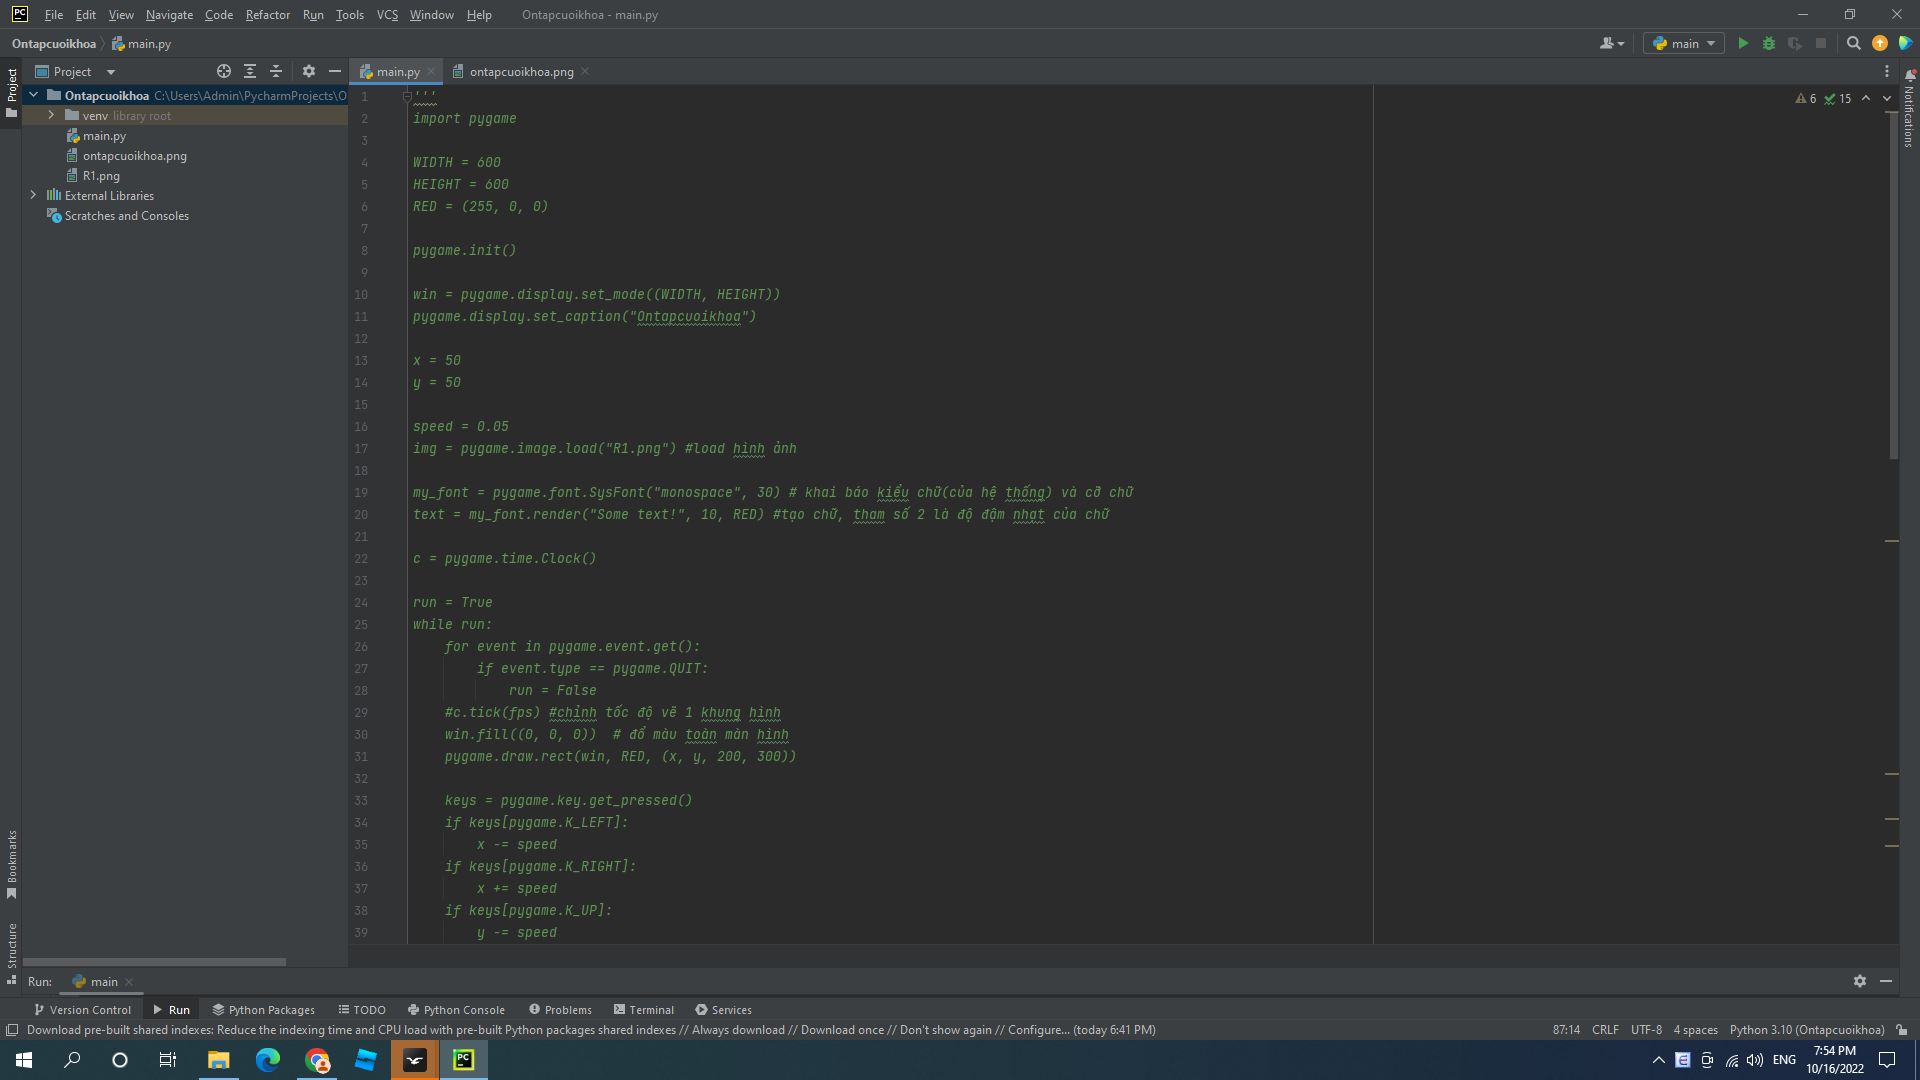 File Edit View Navigate Code Refactor Run Tools VCS Window Help Ontapcuoikhoa - main.py
Ontapcuoikhoa main.py main
Project main.py ontapcuoikhoa.png
Ontapcuoikhoa C:\Users\Admin\PycharmProjects\O
venv library root
main.py
ontapcuoikhoa.png
R1.png
External Libraries
Scratches and Consoles
Project
Bookmarks
Structure
Notifications
6 15
1 '''
2 import pygame
3
4 WIDTH = 600
5 HEIGHT = 600
6 RED = (255, 0, 0)
7
8 pygame.init()
9
10 win = pygame.display.set_mode((WIDTH, HEIGHT))
11 pygame.display.set_caption("Ontapcuoikhoa")
12
13 x = 50
14 y = 50
15
16 speed = 0.05
17 img = pygame.image.load("R1.png") #load hình ảnh
18
19 my_font = pygame.font.SysFont("monospace", 30) # khai báo kiểu chữ(của hệ thống) và cỡ chữ
20 text = my_font.render("Some text!", 10, RED) #tạo chữ, tham số 2 là độ đậm nhạt của chữ
21
22 c = pygame.time.Clock()
23
24 run = True
25 while run:
26 for event in pygame.event.get():
27 if event.type == pygame.QUIT:
28 run = False
29 #c.tick(fps) #chỉnh tốc độ vẽ 1 khung hình
30 win.fill((0, 0, 0)) # đổ màu toàn màn hình
31 pygame.draw.rect(win, RED, (x, y, 200, 300))
32
33 keys = pygame.key.get_pressed()
34 if keys[pygame.K_LEFT]:
35 x -= speed
36 if keys[pygame.K_RIGHT]:
37 x += speed
38 if keys[pygame.K_UP]:
39 y -= speed
Run: main
Version Control Run Python Packages TODO Python Console Problems Terminal Services
Download pre-built shared indexes: Reduce the indexing time and CPU load with pre-built Python packages shared indexes // Always download // Download once // Don't show again // Configure... (today 6:41 PM) 87:14 CRLF UTF-8 4 spaces Python 3.10 (Ontapcuoikhoa)
PC ENG 7:54 PM
10/16/2022